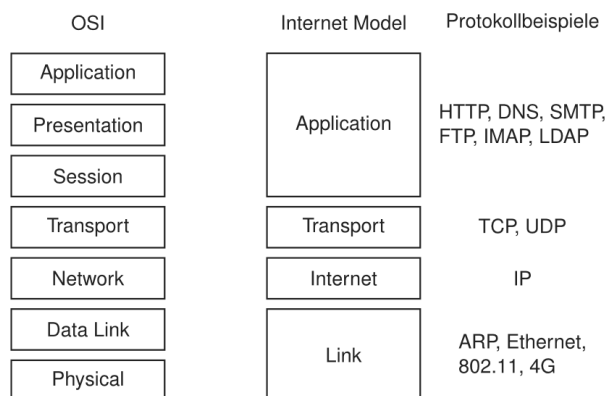 OSI
Internet Model
Protokollbeispiele
Application
Presentation
Session
Application
HTTP, DNS, SMTP,
FTP, IMAP, LDAP
Transport
Transport
TCP, UDP
Network
Internet
IP
Data Link
Physical
Link
ARP, Ethernet,
802.11, 4G